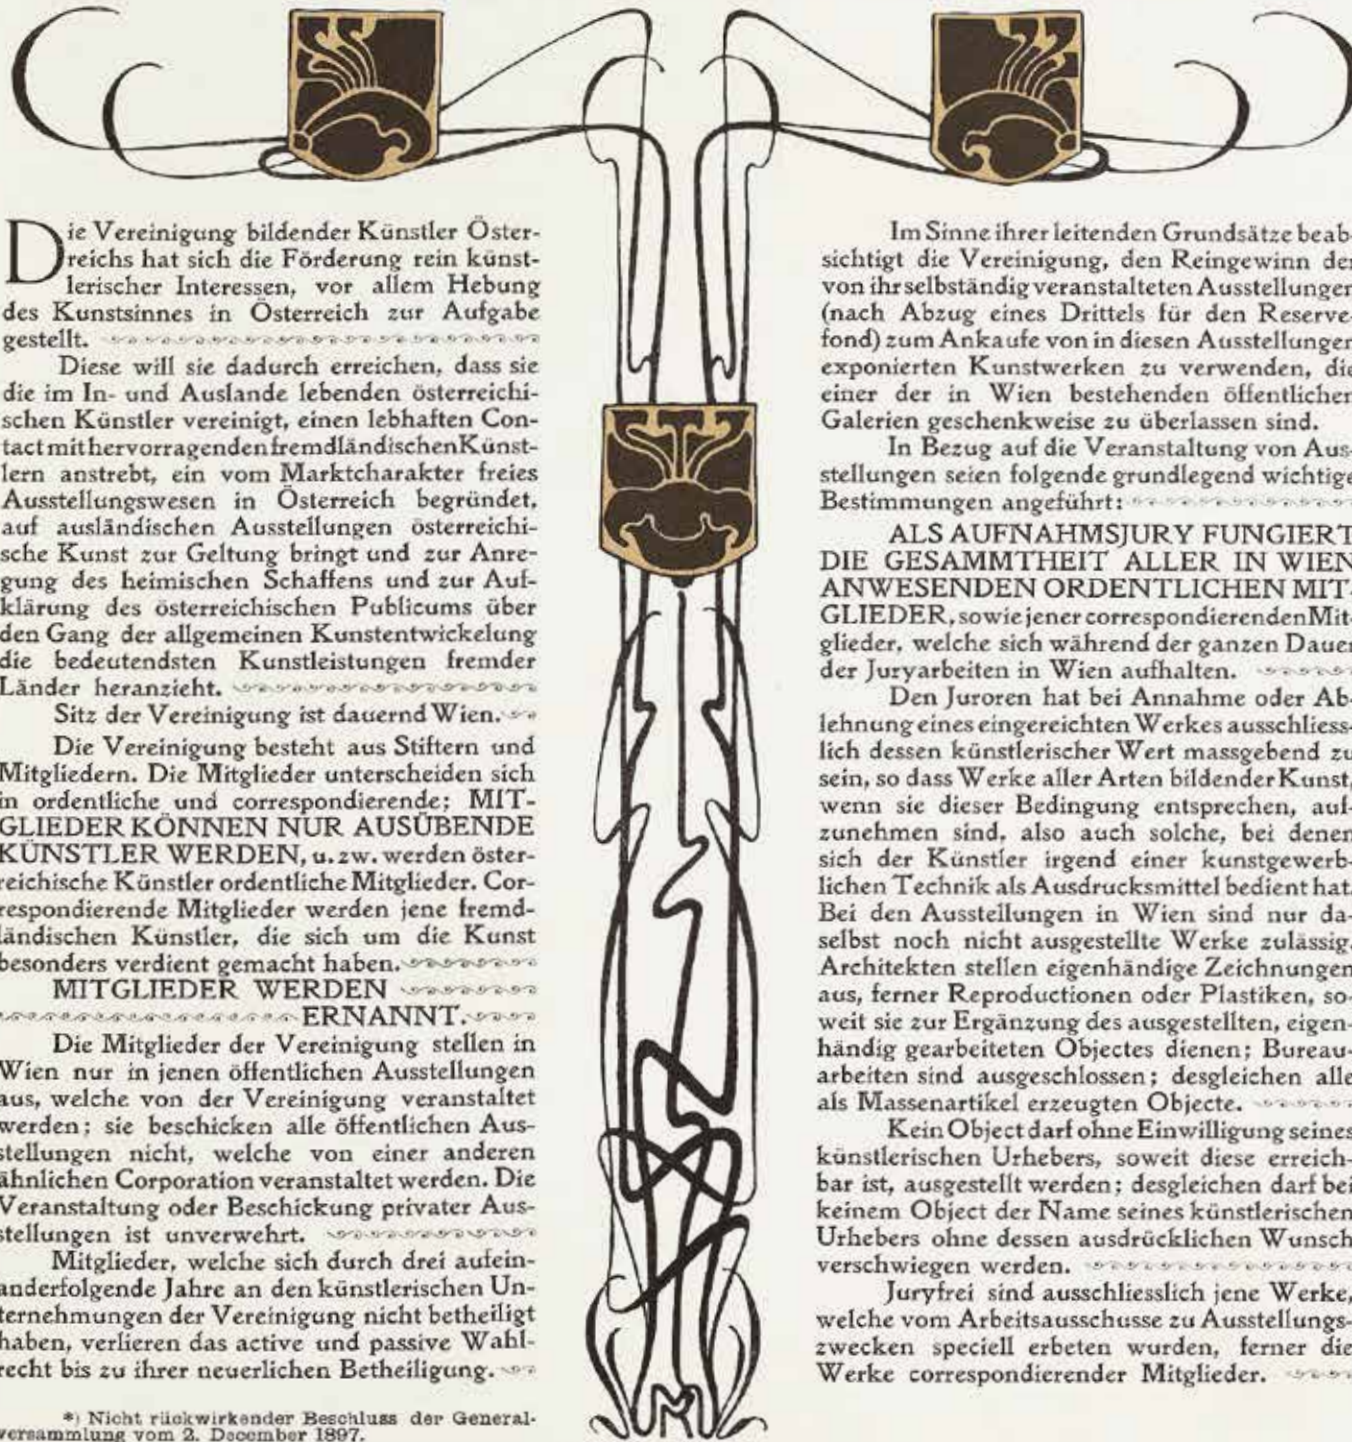 Die Vereinigung bildender Künstler Öster-
reichs hat sich die Förderung rein künst-
lerischer Interessen, vor allem Hebung
des Kunstsinnes in Österreich zur Aufgabe
gestellt.
Diese will sie dadurch erreichen, dass sie
die im In- und Auslande lebenden österreichi-
schen Künstler vereinigt, einen lebhaften Con-
tact mit hervorragenden fremdländischen Künst-
lern anstrebt, ein vom Marktcharakter freies
Ausstellungswesen in Österreich begründet,
auf ausländischen Ausstellungen österreichi-
sche Kunst zur Geltung bringt und zur Anre-
gung des heimischen Schaffens und zur Auf-
klärung des österreichischen Publicums über
den Gang der allgemeinen Kunstentwickelung
die bedeutendsten Kunstleistungen fremder
Länder heranzieht.
Sitz der Vereinigung ist dauernd Wien.
Die Vereinigung besteht aus Stiftern und
Mitgliedern. Die Mitglieder unterscheiden sich
in ordentliche und correspondierende; MIT-
GLIEDER KÖNNEN NUR AUSÜBENDE
KÜNSTLER WERDEN, u. zw. werden öster-
reichische Künstler ordentliche Mitglieder. Cor-
respondierende Mitglieder werden jene fremd-
ländischen Künstler, die sich um die Kunst
besonders verdient gemacht haben.
MITGLIEDER WERDEN
ERNANNT.
Die Mitglieder der Vereinigung stellen in
Wien nur in jenen öffentlichen Ausstellungen
aus, welche von der Vereinigung veranstaltet
werden; sie beschicken alle öffentlichen Aus-
stellungen nicht, welche von einer anderen
ähnlichen Corporation veranstaltet werden. Die
Veranstaltung oder Beschickung privater Aus-
stellungen ist unverwehrt.
Mitglieder, welche sich durch drei aufein-
anderfolgende Jahre an den künstlerischen Un-
ternehmungen der Vereinigung nicht betheiligt
haben, verlieren das active und passive Wahl-
recht bis zu ihrer neuerlichen Betheiligung.
*) Nicht rückwirkender Beschluss der General-
versammlung vom 2. December 1897.
Im Sinne ihrer leitenden Grundsätze beab-
sichtigt die Vereinigung, den Reingewinn der
von ihr selbständig veranstalteten Ausstellungen
(nach Abzug eines Drittels für den Reserve-
fond) zum Ankaufe von in diesen Ausstellungen
exponierten Kunstwerken zu verwenden, die
einer der in Wien bestehenden öffentlichen
Galerien geschenkweise zu überlassen sind.
In Bezug auf die Veranstaltung von Aus-
stellungen seien folgende grundlegend wichtige
Bestimmungen angeführt:
ALS AUFNAHMSJURY FUNGIERT
DIE GESAMMTHEIT ALLER IN WIEN
ANWESENDEN ORDENTLICHEN MIT-
GLIEDER, sowie jener correspondierenden Mit-
glieder, welche sich während der ganzen Dauer
der Juryarbeiten in Wien aufhalten.
Den Juroren hat bei Annahme oder Ab-
lehnung eines eingereichten Werkes ausschliess-
lich dessen künstlerischer Wert massgebend zu
sein, so dass Werke aller Arten bildender Kunst,
wenn sie dieser Bedingung entsprechen, auf-
zunehmen sind, also auch solche, bei denen
sich der Künstler irgend einer kunstgewerb-
lichen Technik als Ausdrucksmittel bedient hat.
Bei den Ausstellungen in Wien sind nur da-
selbst noch nicht ausgestellte Werke zulässig.
Architekten stellen eigenhändige Zeichnungen
aus, ferner Reproductionen oder Plastiken, so-
weit sie zur Ergänzung des ausgestellten, eigen-
händig gearbeiteten Objectes dienen; Bureau-
arbeiten sind ausgeschlossen; desgleichen alle
als Massenartikel erzeugten Objecte.
Kein Object darf ohne Einwilligung seines
künstlerischen Urhebers, soweit diese erreich-
bar ist, ausgestellt werden; desgleichen darf bei
keinem Object der Name seines künstlerischen
Urhebers ohne dessen ausdrücklichen Wunsch
verschwiegen werden.
Juryfrei sind ausschliesslich jene Werke,
welche vom Arbeitsausschusse zu Ausstellungs-
zwecken speciell erbeten wurden, ferner die
Werke correspondierender Mitglieder.